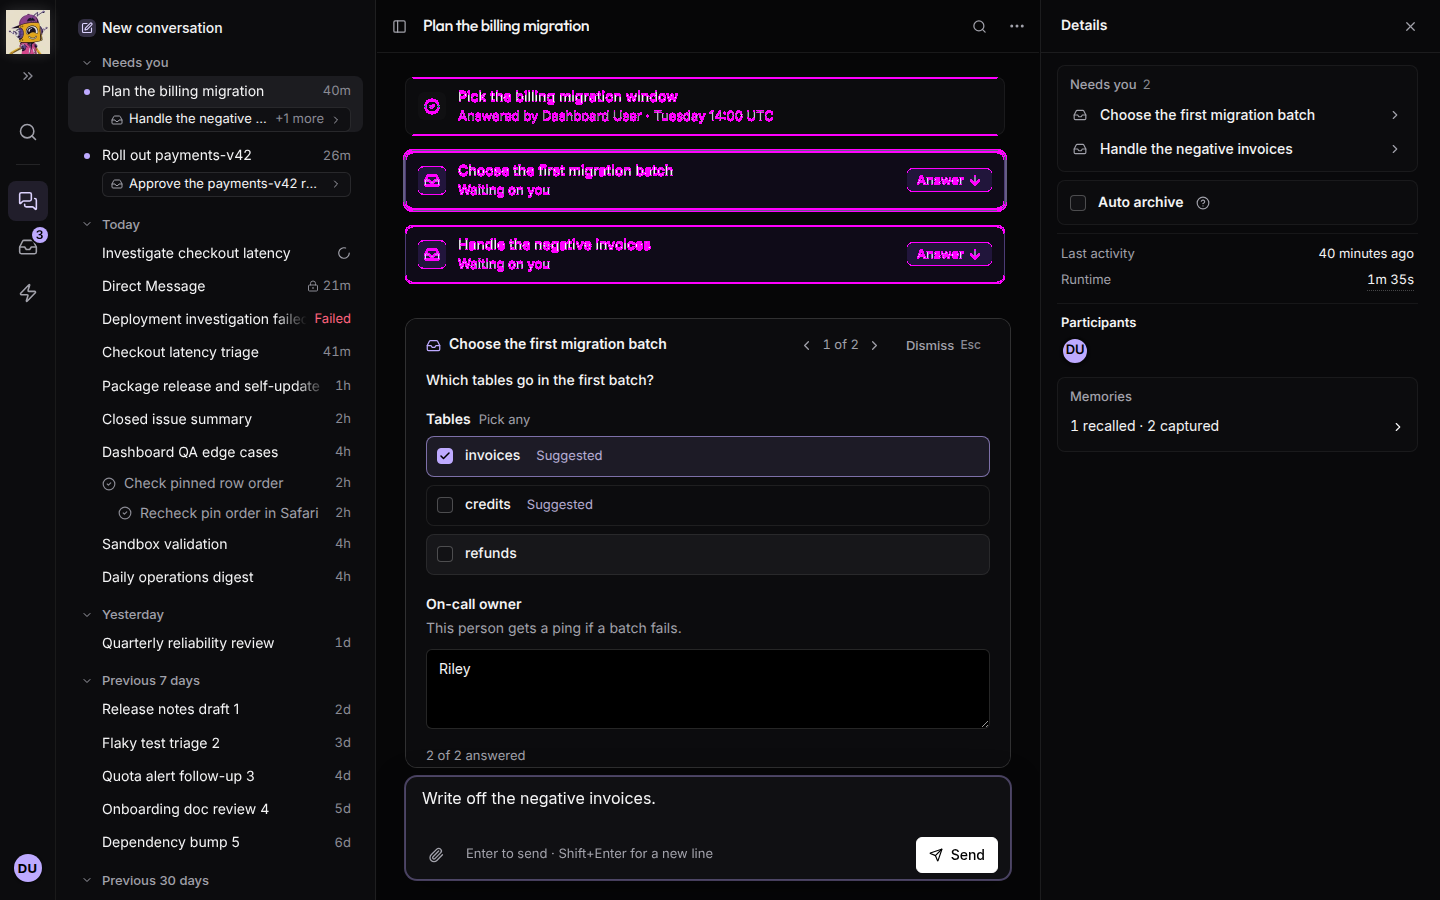 New conversation
Needs you
Plan the billing migration 40m
Handle the negative ... +1 more
Roll out payments-v42 26m
Approve the payments-v42 r...
Today
Investigate checkout latency
Direct Message 21m
Deployment investigation failed Failed
Checkout latency triage 41m
Package release and self-update 1h
Closed issue summary 2h
Dashboard QA edge cases 4h
Check pinned row order 2h
Recheck pin order in Safari 2h
Sandbox validation 4h
Daily operations digest 4h
Yesterday
Quarterly reliability review 1d
Previous 7 days
Release notes draft 1 2d
Flaky test triage 2 3d
Quota alert follow-up 3 4d
Onboarding doc review 4 5d
Dependency bump 5 6d
Previous 30 days
3
DU
Plan the billing migration
Pick the billing migration window
Answered by Dashboard User • Tuesday 14:00 UTC
Choose the first migration batch
Waiting on you
Answer
Handle the negative invoices
Waiting on you
Answer
Choose the first migration batch 1 of 2 Dismiss Esc
Which tables go in the first batch?
Tables Pick any
invoices Suggested
credits Suggested
refunds
On-call owner
This person gets a ping if a batch fails.
Riley
2 of 2 answered
Write off the negative invoices.
Enter to send · Shift+Enter for a new line
Send
Details
Needs you 2
Choose the first migration batch
Handle the negative invoices
Auto archive
Last activity 40 minutes ago
Runtime 1m 35s
Participants
DU
Memories
1 recalled · 2 captured